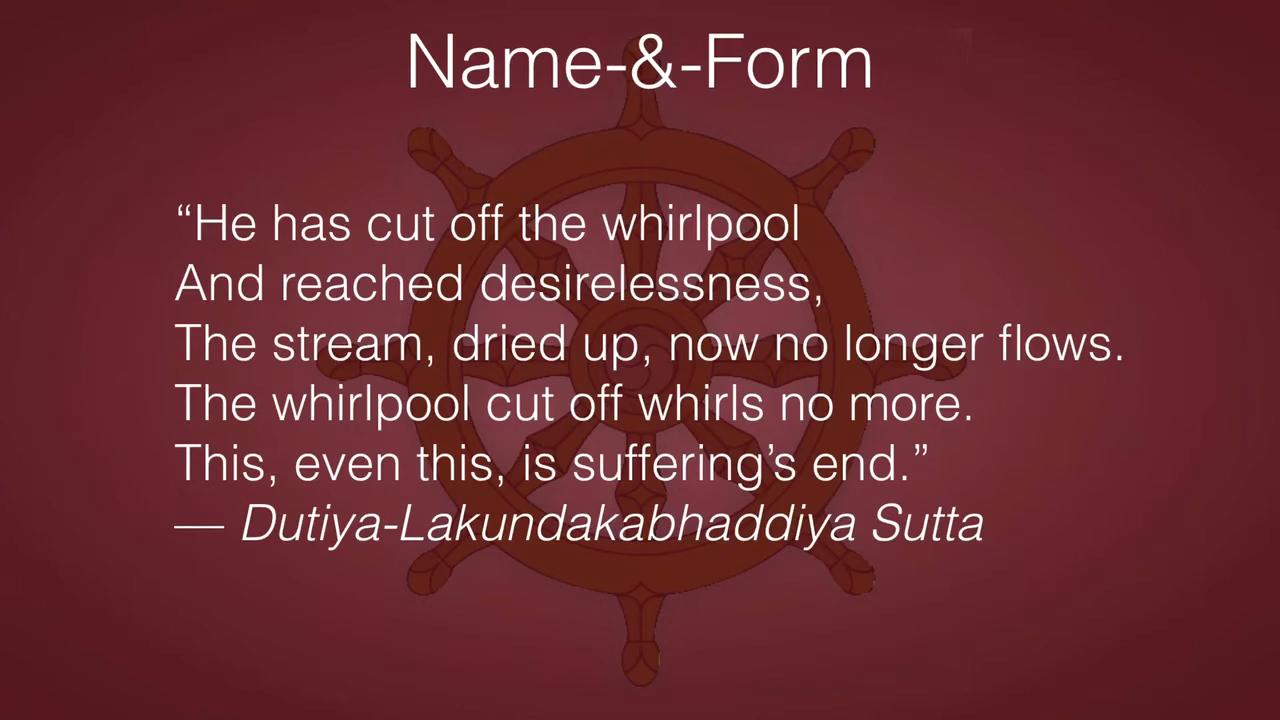 Name-&-Form
“He has cut off the whirlpool
And reached desirelessness,
The stream, dried up, now no longer flows.
The whirlpool cut off whirls no more.
This, even this, is suffering’s end.”
— Dutiya-Lakundakabhaddiya Sutta